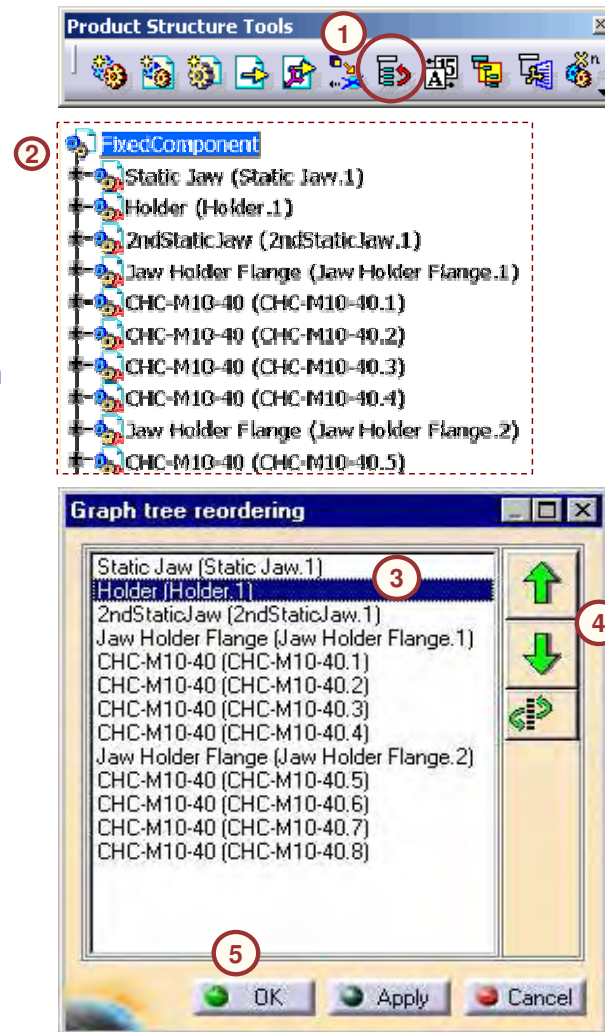 Product Structure Tools
1
2
FixedComponent
Static Jaw (Static Jaw.1)
Holder (Holder.1)
2ndStaticJaw (2ndStaticJaw.1)
Jaw Holder Flange (Jaw Holder Flange.1)
CHC-M10-40 (CHC-M10-40.1)
CHC-M10-40 (CHC-M10-40.2)
CHC-M10-40 (CHC-M10-40.3)
CHC-M10-40 (CHC-M10-40.4)
Jaw Holder Flange (Jaw Holder Flange.2)
CHC-M10-40 (CHC-M10-40.5)
Graph tree reordering
Static Jaw (Static Jaw.1)
3
Holder (Holder.1)
2ndStaticJaw (2ndStaticJaw.1)
4
Jaw Holder Flange (Jaw Holder Flange.1)
CHC-M10-40 (CHC-M10-40.1)
CHC-M10-40 (CHC-M10-40.2)
CHC-M10-40 (CHC-M10-40.3)
CHC-M10-40 (CHC-M10-40.4)
Jaw Holder Flange (Jaw Holder Flange.2)
CHC-M10-40 (CHC-M10-40.5)
CHC-M10-40 (CHC-M10-40.6)
CHC-M10-40 (CHC-M10-40.7)
CHC-M10-40 (CHC-M10-40.8)
5
OK Apply Cancel